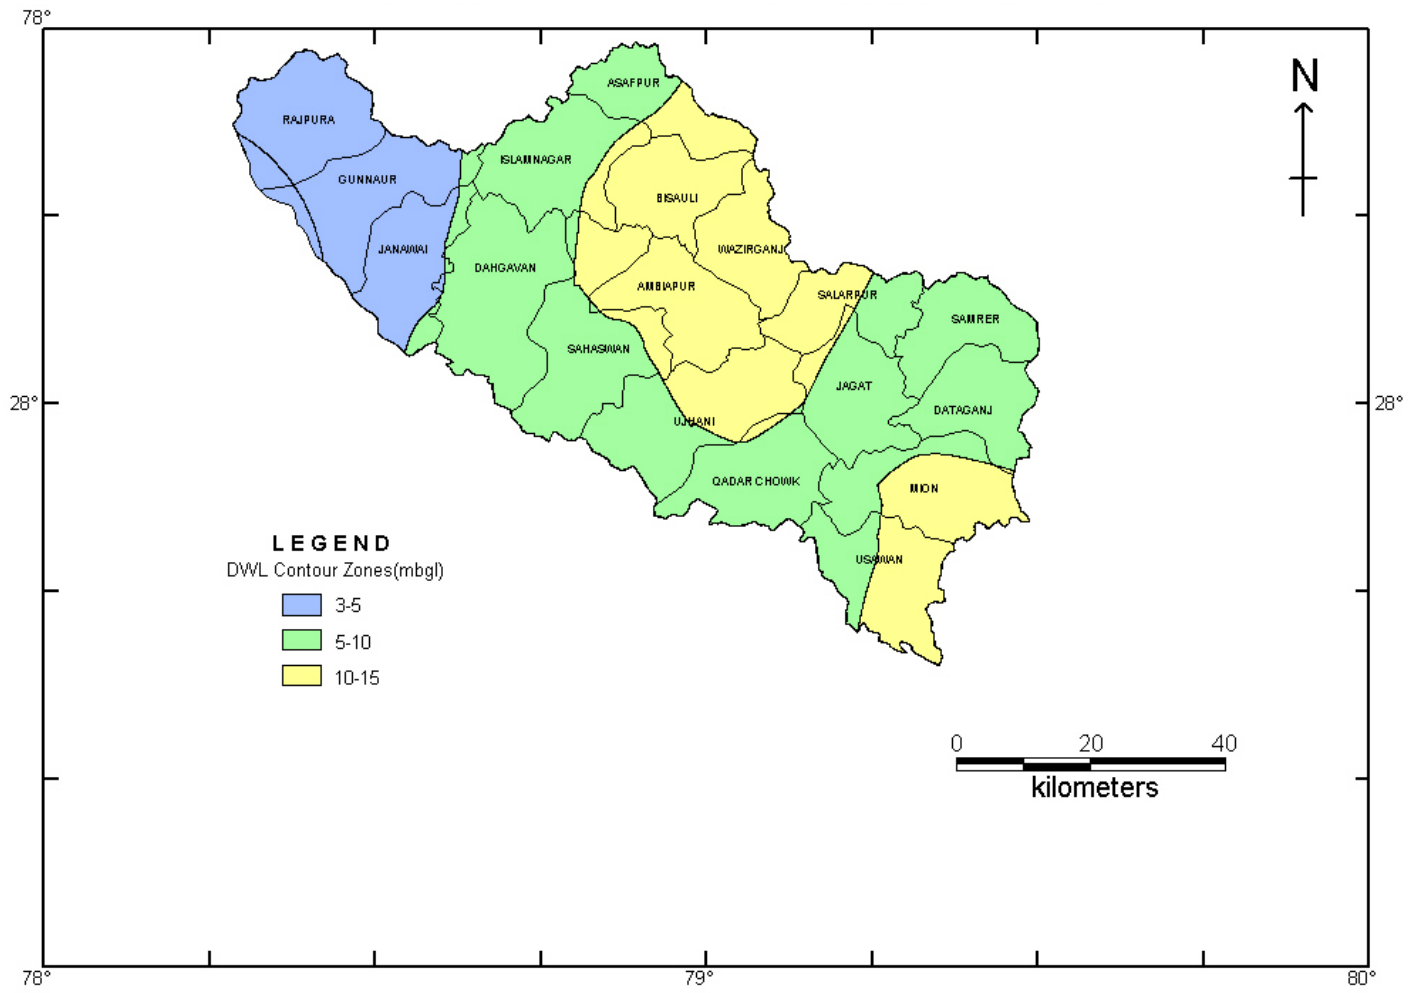 78°
N
ASAFPUR
RAJPURA
ISLAMNAGAR
GUNNAUR
BISAULI
JANAWAI
WAZIRGANJ
DAHGAVAN
AMBIAPUR
SALARPUR
SAMRER
SAHASWAN
JAGAT
28°
28°
DATAGANJ
UJHANI
QADAR CHOWK
MION
USAWAN
LEGEND
DWL Contour Zones(mbgl)
3-5
5-10
10-15
0 20 40
kilometers
78° 79° 80°